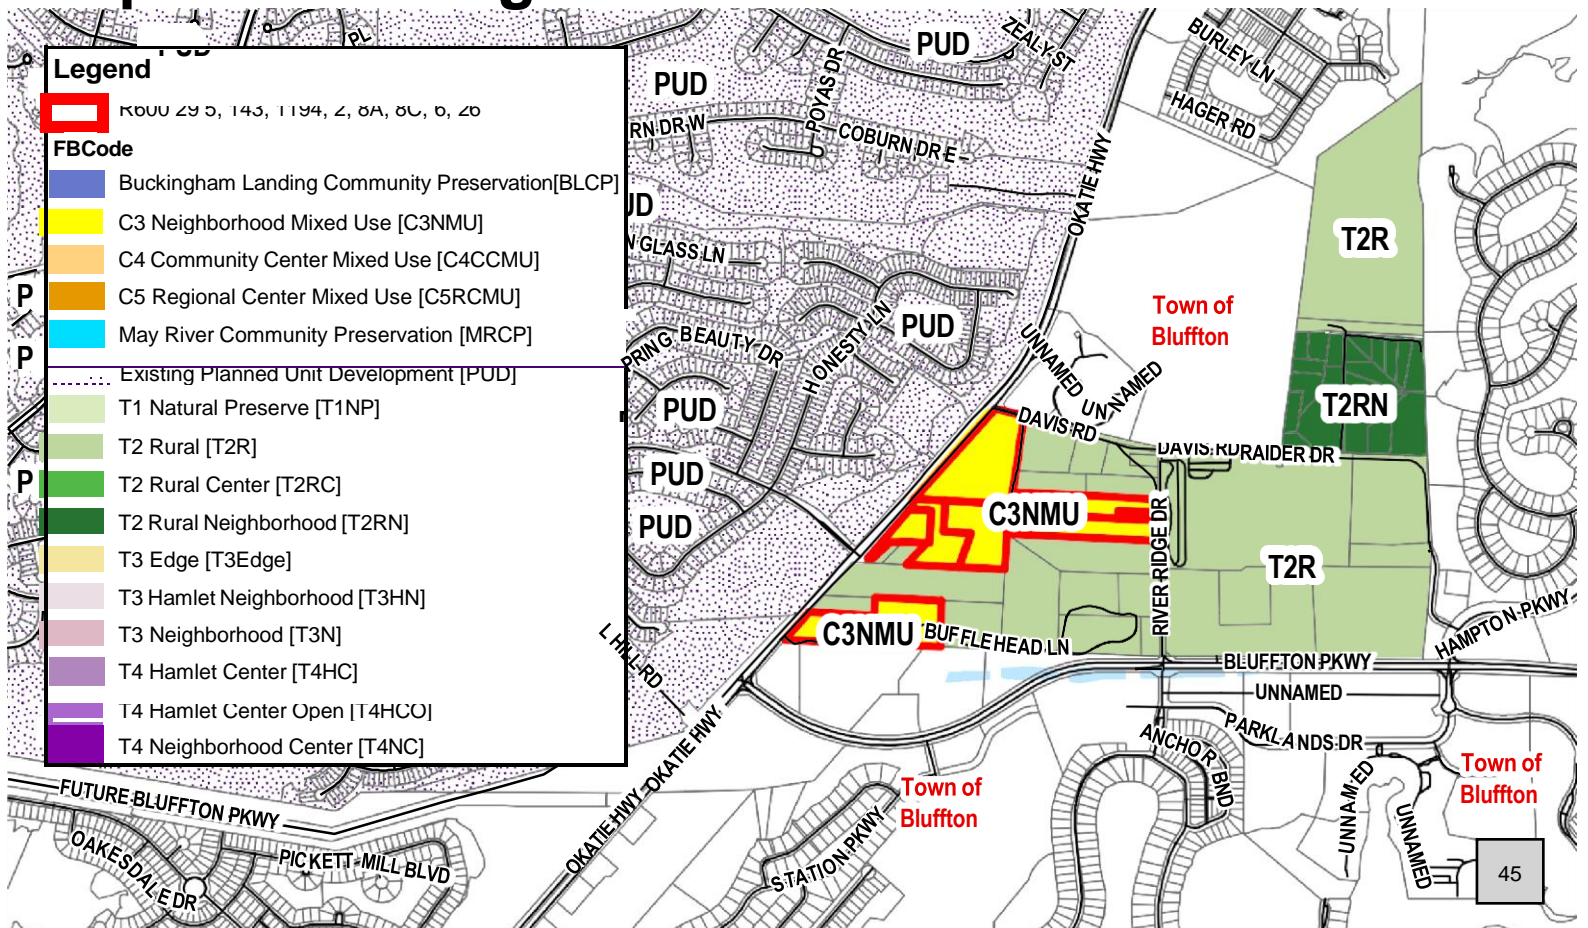 PUD
PL
Legend
R600 29 5, 143, 1194, 2, 8A, 8C, 6, 26
FBCode
Buckingham Landing Community Preservation[BLCP]
C3 Neighborhood Mixed Use [C3NMU]
C4 Community Center Mixed Use [C4CCMU]
C5 Regional Center Mixed Use [C5RCMU]
May River Community Preservation [MRCP]
Existing Planned Unit Development [PUD]
T1 Natural Preserve [T1NP]
T2 Rural [T2R]
T2 Rural Center [T2RC]
T2 Rural Neighborhood [T2RN]
T3 Edge [T3Edge]
T3 Hamlet Neighborhood [T3HN]
T3 Neighborhood [T3N]
T4 Hamlet Center [T4HC]
T4 Hamlet Center Open [T4HCO]
T4 Neighborhood Center [T4NC]
P
P
P
PUD
PUD
ZEALY ST
POYAS DR
RN DR W
COBURN DR E
UD
N GLASS LN
BURLEY LN
HAGER RD
OKATIE HWY
T2R
Town of
Bluffton
PUD
HONESTY LN
PRING BEAUTY DR
UNNAMED
UNNAMED
PUD
DAVIS RD
T2RN
DAVIS RD
RAIDER DR
PUD
PUD
C3NMU
RIVER RIDGE DR
T2R
C3NMU
BUFFLEHEAD LN
L HILL RD
HAMPTON PKWY
BLUFFTON PKWY
UNNAMED
PARKLANDS DR
ANCHOR BND
OKATIE HWY
OKATIE HWY
Town of
Bluffton
Town of
Bluffton
UNNAMED
UNNAMED
STATION PKWY
FUTURE BLUFFTON PKWY
PICKETT MILL BLVD
OAKESDALE DR
45